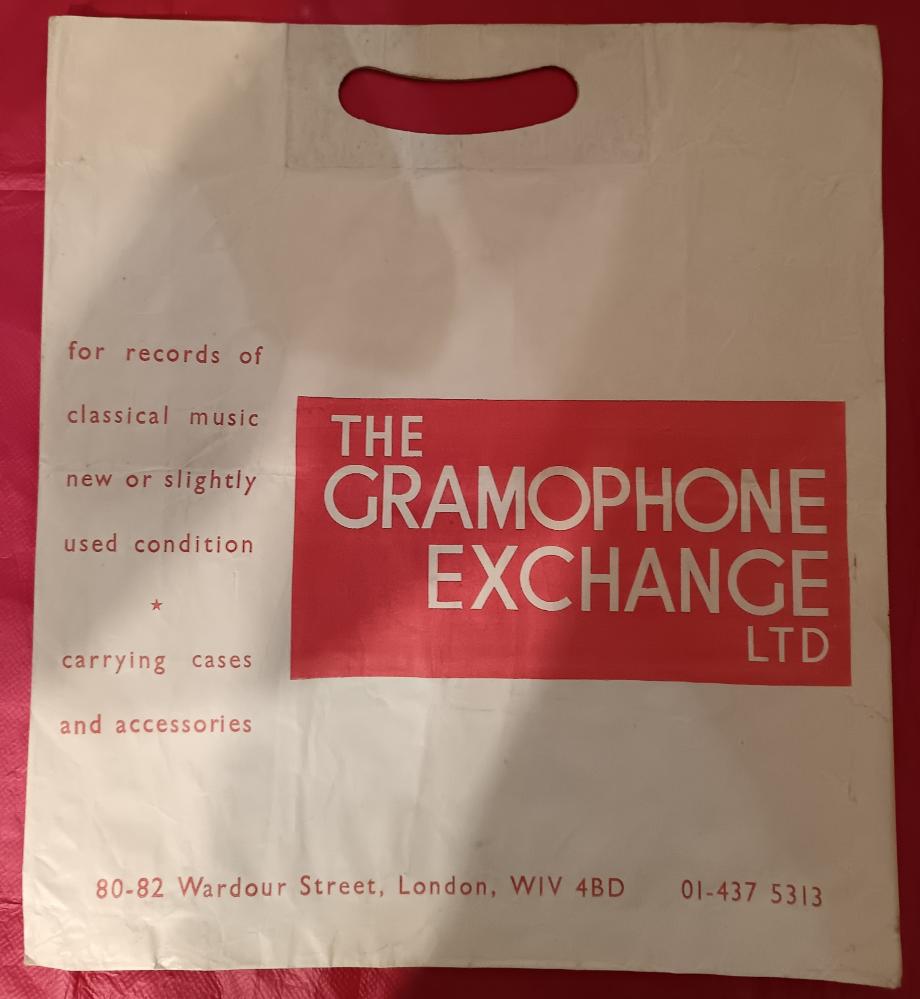 for records of
classical music
new or slightly
used condition
★
carrying cases
and accessories
THE
GRAMOPHONE
EXCHANGE
LTD
80-82 Wardour Street, London, WIV 4BD 01-437 5313